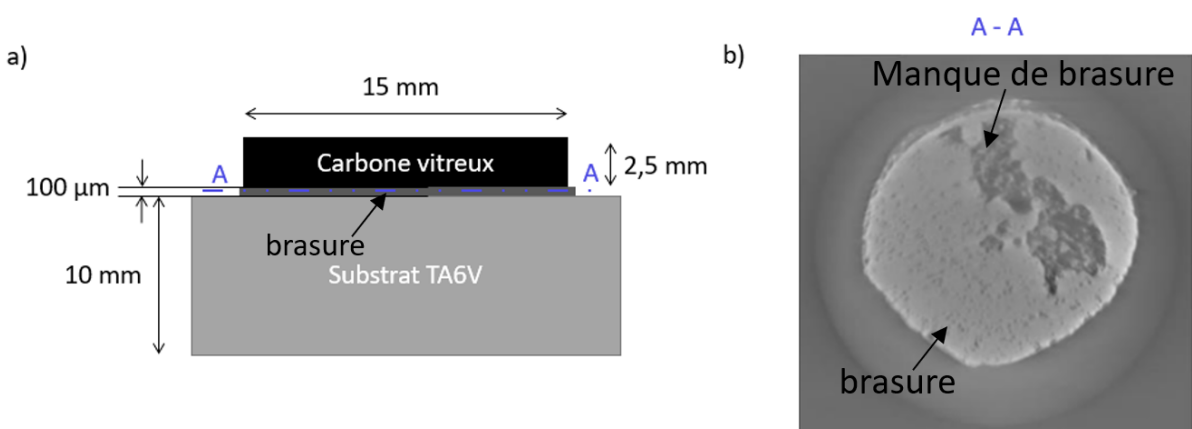 a)
15 mm
Carbone vitreux
A
A
2,5 mm
100 µm
brasure
10 mm
Substrat TA6V
b)
A - A
Manque de brasure
brasure